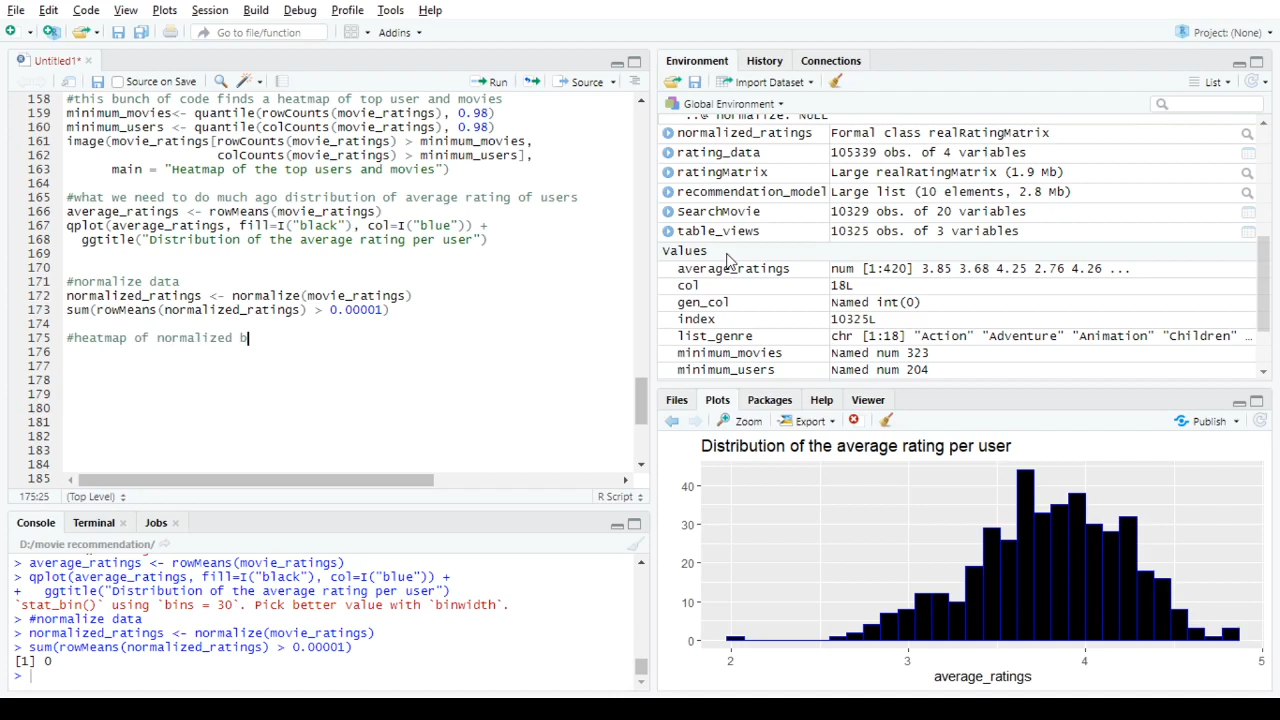 File Edit Code View Plots Session Build Debug Profile Tools Help
Go to file/function Addins Project: (None)
Untitled1* ×
Source on Save Run Source
158 #this bunch of code finds a heatmap of top user and movies
159 minimum_movies<- quantile(rowCounts(movie_ratings), 0.98)
160 minimum_users <- quantile(colCounts(movie_ratings), 0.98)
161 image(movie_ratings[rowCounts(movie_ratings) > minimum_movies,
162 colCounts(movie_ratings) > minimum_users],
163 main = "Heatmap of the top users and movies")
164
165 #what we need to do much ago distribution of average rating of users
166 average_ratings <- rowMeans(movie_ratings)
167 qplot(average_ratings, fill=I("black"), col=I("blue")) +
168 ggtitle("Distribution of the average rating per user")
169
170
171 #normalize data
172 normalized_ratings <- normalize(movie_ratings)
173 sum(rowMeans(normalized_ratings) > 0.00001)
174
175 #heatmap of normalized b
176
177
178
179
180
181
182
183
184
185
175:25 (Top Level) R Script
Console Terminal × Jobs ×
D:/movie recommendation/
> average_ratings <- rowMeans(movie_ratings)
> qplot(average_ratings, fill=I("black"), col=I("blue")) +
+ ggtitle("Distribution of the average rating per user")
`stat_bin()` using `bins = 30`. Pick better value with `binwidth`.
> #normalize data
> normalized_ratings <- normalize(movie_ratings)
> sum(rowMeans(normalized_ratings) > 0.00001)
[1] 0
>
Environment History Connections
Import Dataset List
Global Environment
..@ normalize: NULL
normalized_ratings Formal class realRatingMatrix
rating_data 105339 obs. of 4 variables
ratingMatrix Large realRatingMatrix (1.9 Mb)
recommendation_model Large list (10 elements, 2.8 Mb)
SearchMovie 10329 obs. of 20 variables
table_views 10325 obs. of 3 variables
Values
average_ratings num [1:420] 3.85 3.68 4.25 2.76 4.26 ...
col 18L
gen_col Named int(0)
index 10325L
list_genre chr [1:18] "Action" "Adventure" "Animation" "Children" …
minimum_movies Named num 323
minimum_users Named num 204
Files Plots Packages Help Viewer
Zoom Export Publish
Distribution of the average rating per user
40
30
20
10
0
2 3 4 5
average_ratings